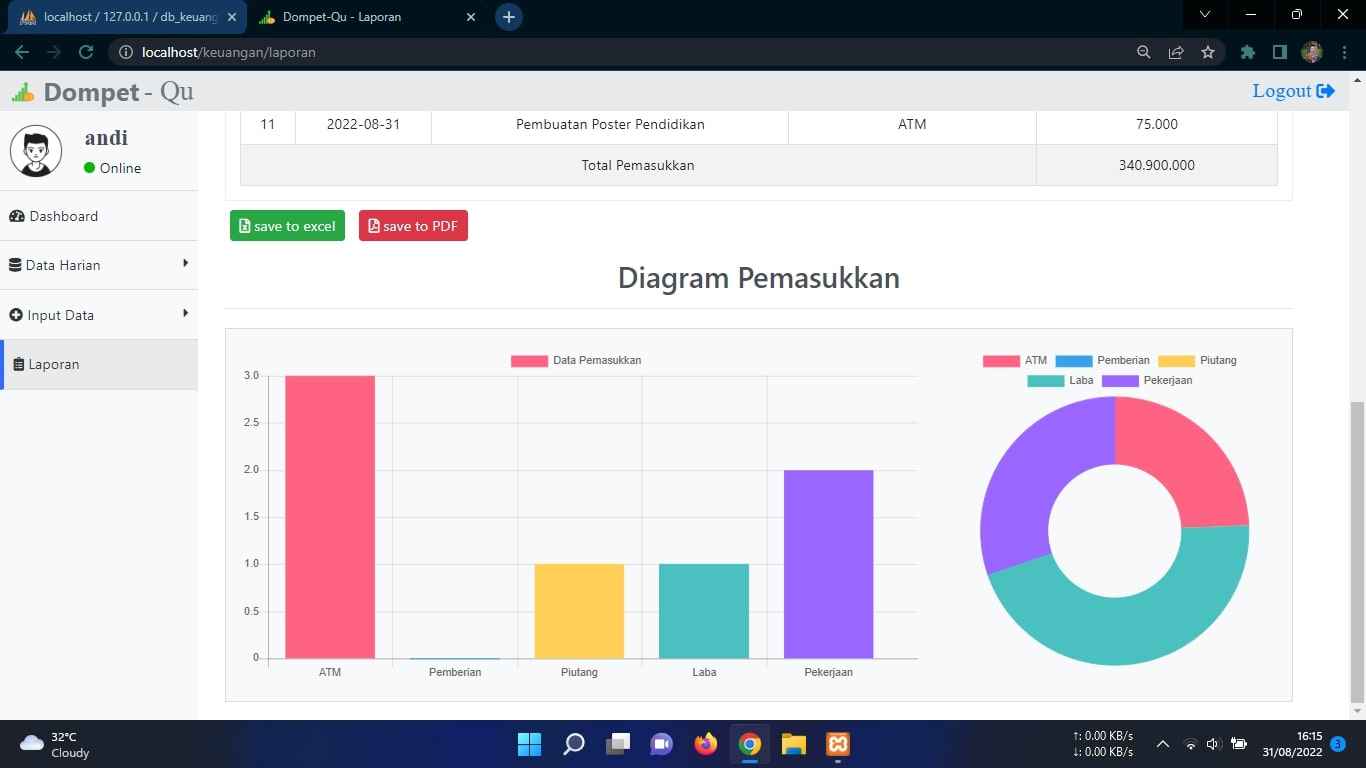 localhost / 127.0.0.1 / db_keuang
Dompet-Qu - Laporan
localhost/keuangan/laporan
Dompet - Qu
Logout
andi
Online
Dashboard
Data Harian
Input Data
Laporan
11 2022-08-31 Pembuatan Poster Pendidikan ATM 75.000
Total Pemasukkan 340.900.000
save to excel save to PDF
Diagram Pemasukkan
Data Pemasukkan
3.0
2.5
2.0
1.5
1.0
0.5
0
ATM Pemberian Piutang Laba Pekerjaan
ATM Pemberian Piutang
Laba Pekerjaan
32°C
Cloudy
↑: 0.00 KB/s
↓: 0.00 KB/s
16:15
31/08/2022
3